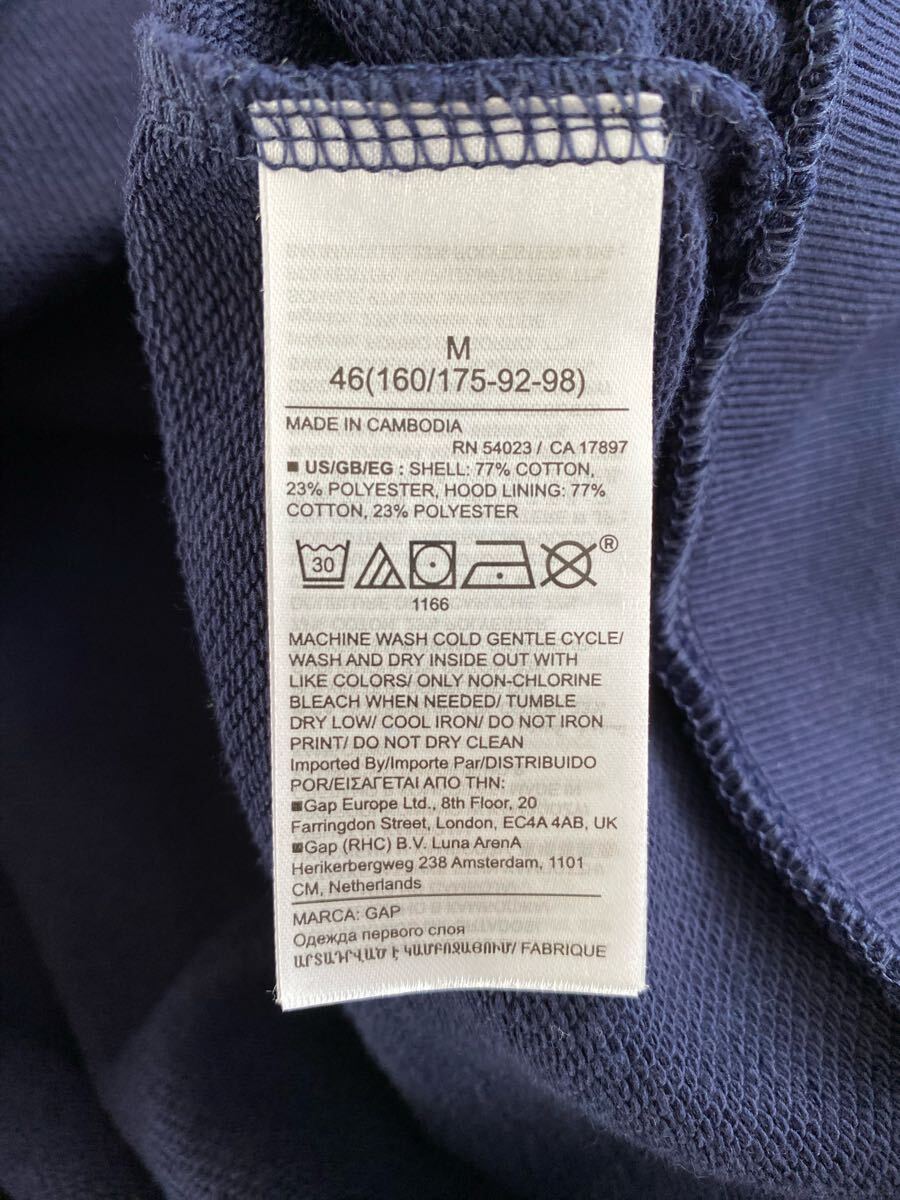 M
46(160/175-92-98)
MADE IN CAMBODIA
RN 54023 / CA 17897
■ US/GB/EG : SHELL: 77% COTTON,
23% POLYESTER, HOOD LINING: 77%
COTTON, 23% POLYESTER
30
®
1166
MACHINE WASH COLD GENTLE CYCLE/
WASH AND DRY INSIDE OUT WITH
LIKE COLORS/ ONLY NON-CHLORINE
BLEACH WHEN NEEDED/ TUMBLE
DRY LOW/ COOL IRON/ DO NOT IRON
PRINT/ DO NOT DRY CLEAN
Imported By/Importe Par/DISTRIBUIDO
POR/ΕΙΣΑΓΕΤΑΙ ΑΠΟ ΤΗΝ:
■Gap Europe Ltd., 8th Floor, 20
Farringdon Street, London, EC4A 4AB, UK
■Gap (RHC) B.V. Luna ArenA
Herikerbergweg 238 Amsterdam, 1101
CM, Netherlands
MARCA: GAP
Одежда первого слоя
ԱՐՏԱԴՐՎԱԾ է ԿԱՄԲՈՋԱՅՈՒՄ/ FABRIQUE